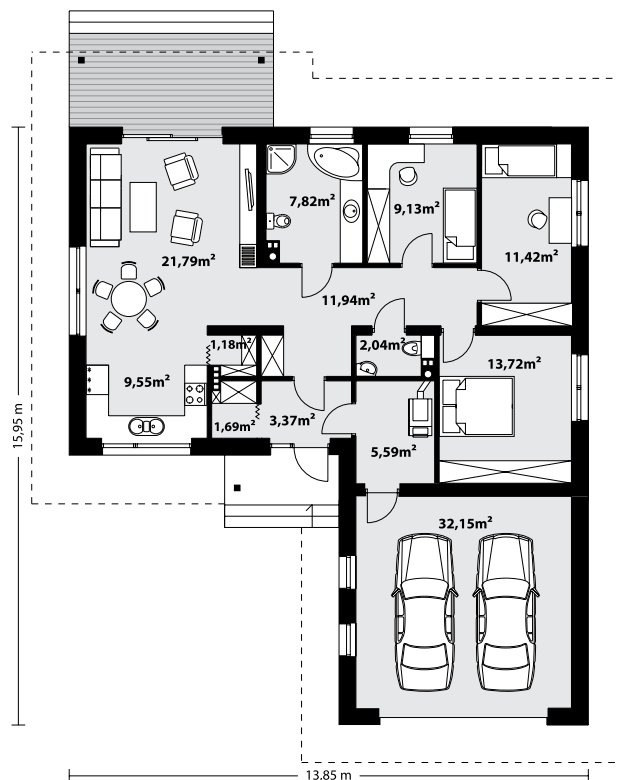 7,82m²
9,13m²
11,42m²
21,79m²
11,94m²
1,18m²
2,04m²
13,72m²
9,55m²
1,69m²
3,37m²
5,59m²
32,15m²
15,95 m
13.85 m